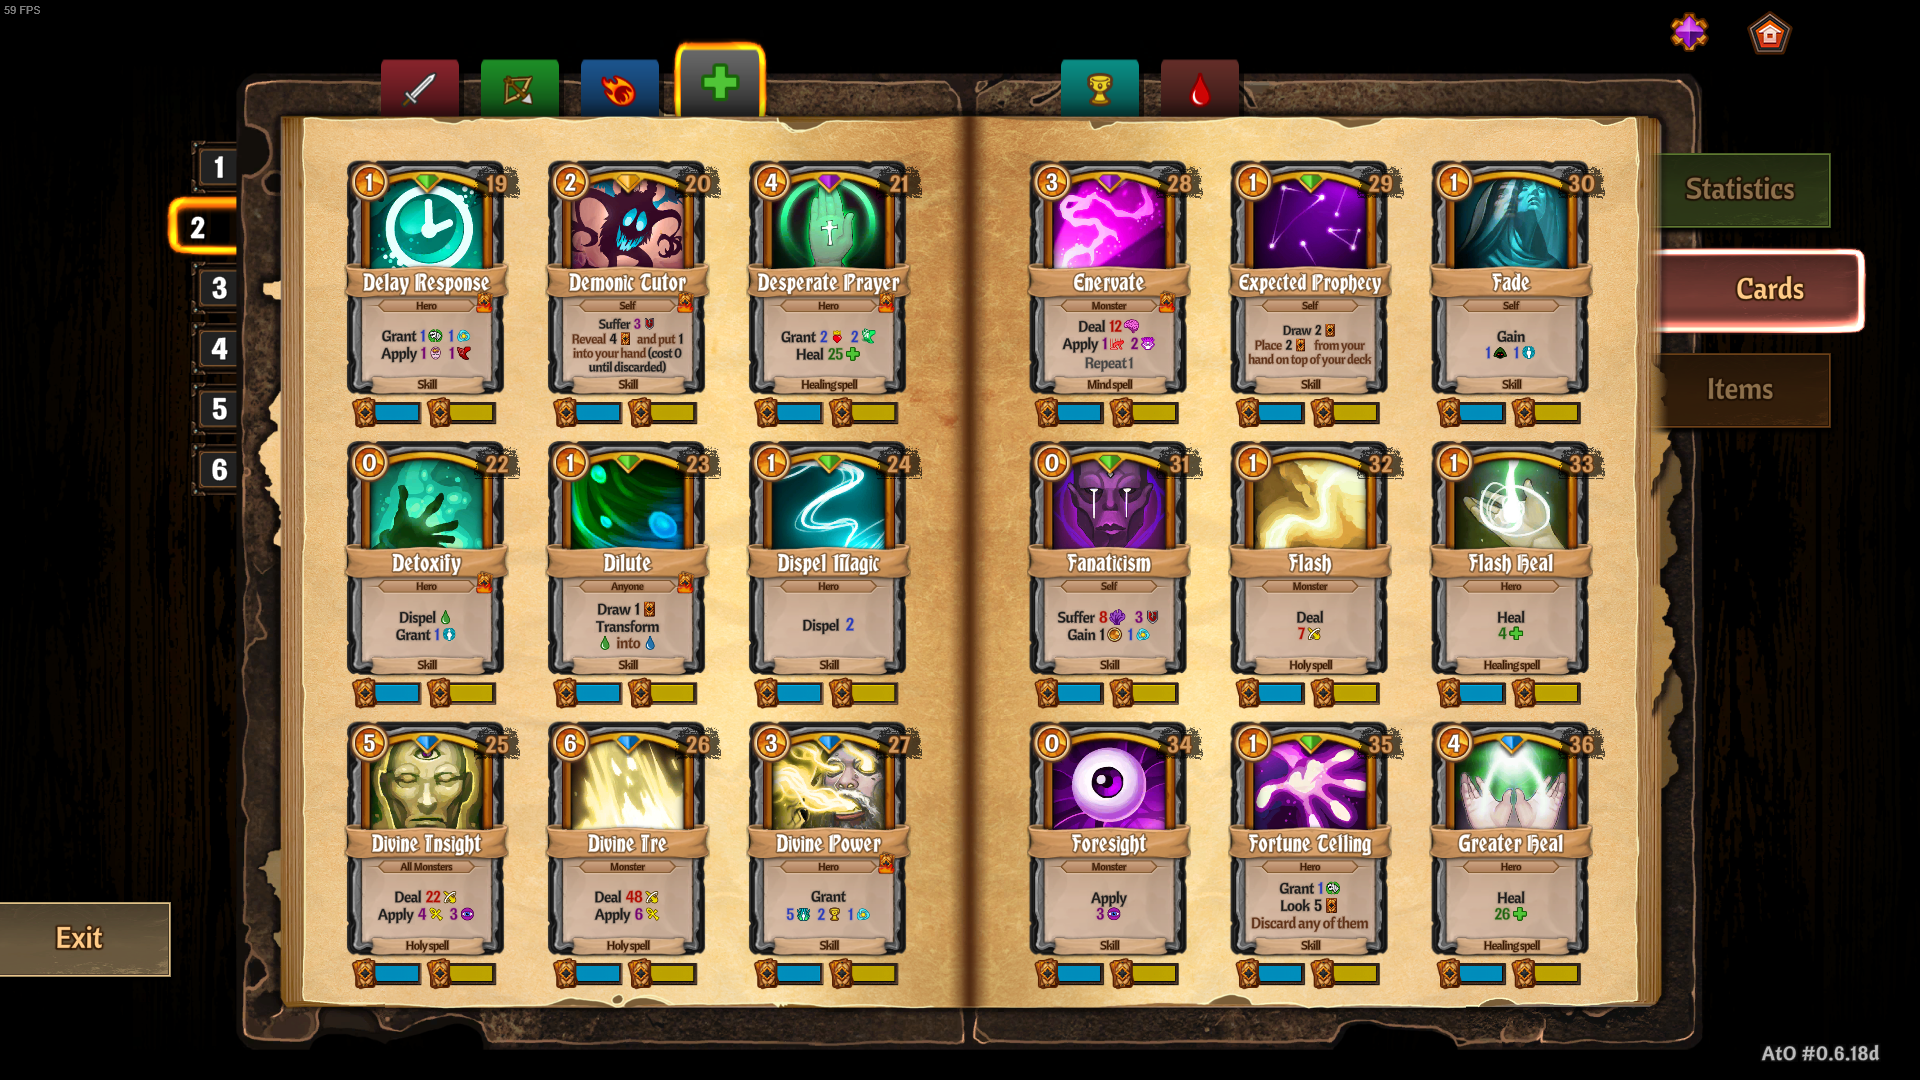 59 FPS
1
2
3
4
5
6
Statistics
Cards
Items
Exit
1
19
Delay Response
Hero
Grant 1 1
Apply 1 1
Skill
2
20
Demonic Tutor
Self
Suffer 3
Reveal 4 and put 1
into your hand (cost 0
until discarded)
Skill
4
21
Desperate Prayer
Hero
Grant 2 2
Heal 25
Healing spell
3
28
Enervate
Monster
Deal 12
Apply 1 2
Repeat 1
Mind spell
1
29
Expected Prophecy
Self
Draw 2
Place 2 from your
hand on top of your deck
Skill
1
30
Fade
Self
Gain
1 1
Skill
0
22
Detoxify
Hero
Dispel
Grant 1
Skill
1
23
Dilute
Anyone
Draw 1
Transform
into
Skill
1
24
Dispel Magic
Hero
Dispel 2
Skill
0
31
Fanaticism
Self
Suffer 8 3
Gain 1 1
Skill
1
32
Flash
Monster
Deal
7
Holy spell
1
33
Flash Heal
Hero
Heal
4
Healing spell
5
25
Divine Insight
All Monsters
Deal 22
Apply 4 3
Holy spell
6
26
Divine Ire
Monster
Deal 48
Apply 6
Holy spell
3
27
Divine Power
Hero
Grant
5 2 1
Skill
0
34
Foresight
Monster
Apply
3
Skill
1
35
Fortune Telling
Hero
Grant 1
Look 5
Discard any of them
Skill
4
36
Greater Heal
Hero
Heal
26
Healing spell
AtO #0.6.18d